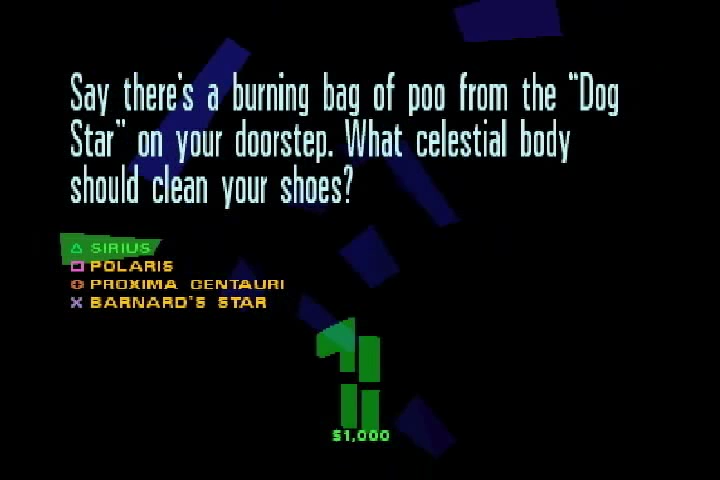 Say there's a burning bag of poo from the “Dog
Star” on your doorstep. What celestial body
should clean your shoes?
SIRIUS
POLARIS
PROXIMA CENTAURI
BARNARD'S STAR
11
$1,000